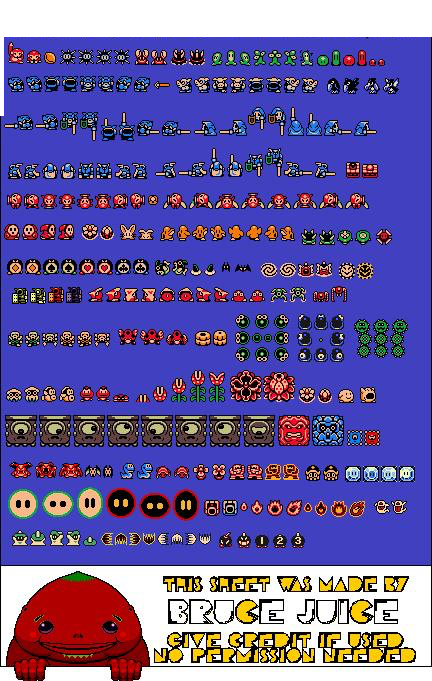 THIS SHEET WAS MADE BY
BRUCE JUICE
GIVE CREDIT IF USED
NO PERMISSION NEEDED